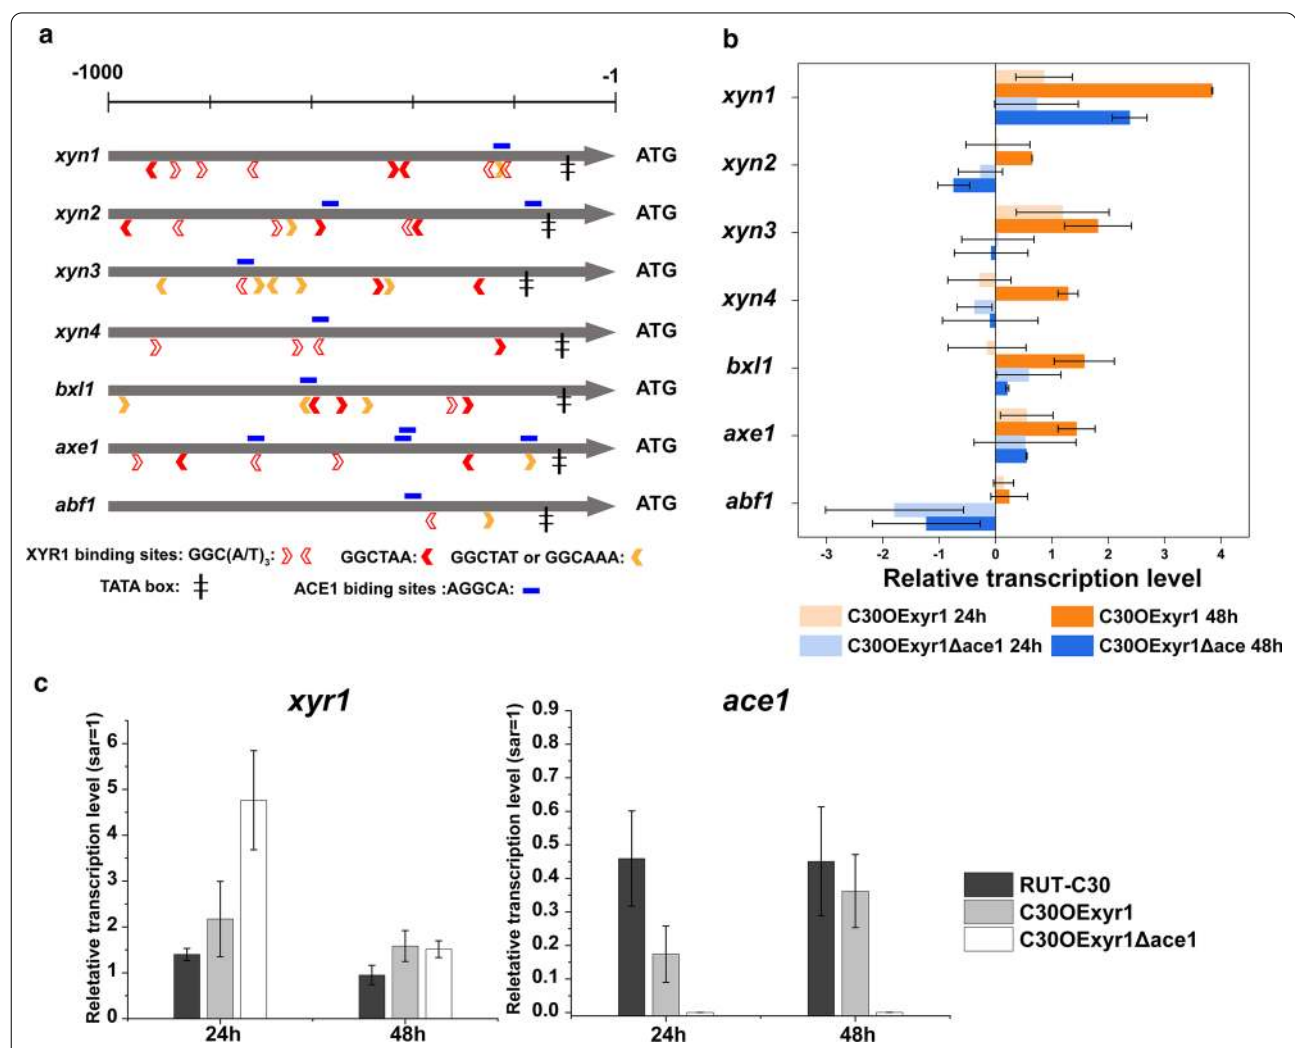 a
-1000 -1
xyn1 ATG
xyn2 ATG
xyn3 ATG
xyn4 ATG
bxl1 ATG
axe1 ATG
abf1 ATG
XYR1 binding sites: GGC(A/T)3: GGCTAA: GGCTAT or GGCAAA:
TATA box: ACE1 biding sites :AGGCA:
b
xyn1
xyn2
xyn3
xyn4
bxl1
axe1
abf1
-3 -2 -1 0 1 2 3 4
Relative transcription level
C30OExyr1 24h C30OExyr1 48h
C30OExyr1Δace1 24h C30OExyr1Δace 48h
c
xyr1
Reletative transcription level (sar=1)
6
5
4
3
2
1
0
24h 48h
ace1
Reletative transcription level (sar=1)
0.9
0.8
0.7
0.6
0.5
0.4
0.3
0.2
0.1
0.0
24h 48h
RUT-C30
C30OExyr1
C30OExyr1Δace1